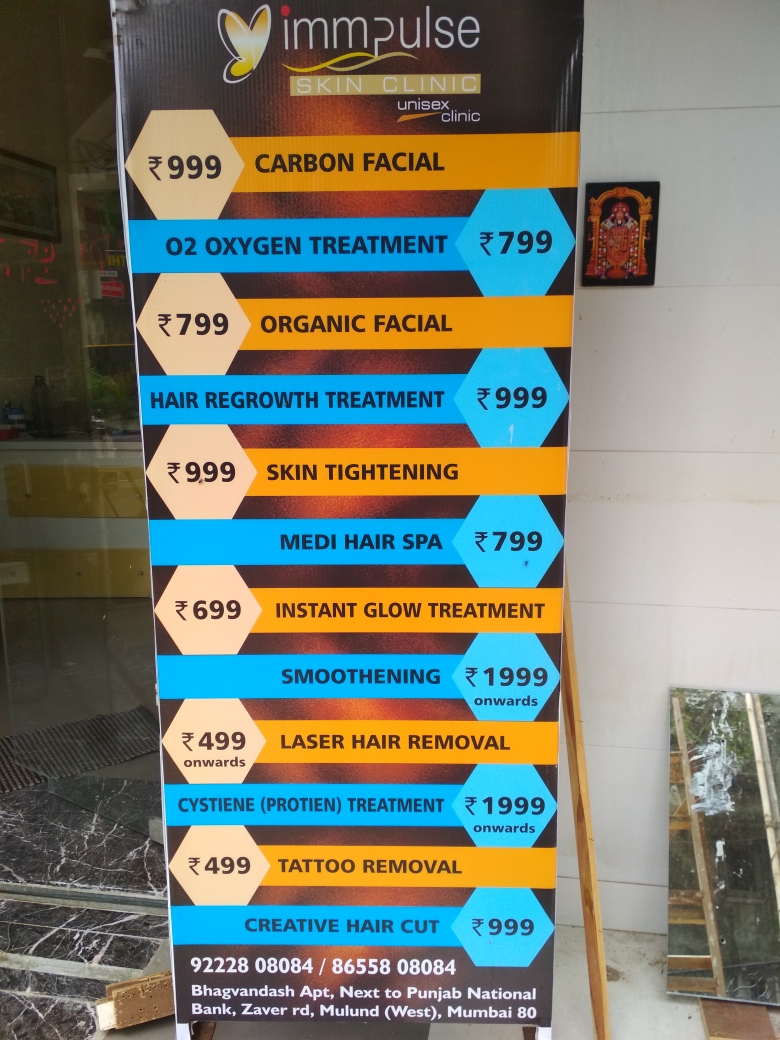 immpulse
SKIN CLINIC
unisex
clinic
₹999 CARBON FACIAL
O2 OXYGEN TREATMENT ₹799
₹799 ORGANIC FACIAL
HAIR REGROWTH TREATMENT ₹999
₹999 SKIN TIGHTENING
MEDI HAIR SPA ₹799
₹699 INSTANT GLOW TREATMENT
SMOOTHENING ₹1999
onwards
₹499 LASER HAIR REMOVAL
onwards
CYSTIENE (PROTIEN) TREATMENT ₹1999
onwards
₹499 TATTOO REMOVAL
CREATIVE HAIR CUT ₹999
92228 08084 / 86558 08084
Bhagvandash Apt, Next to Punjab National
Bank, Zaver rd, Mulund (West), Mumbai 80